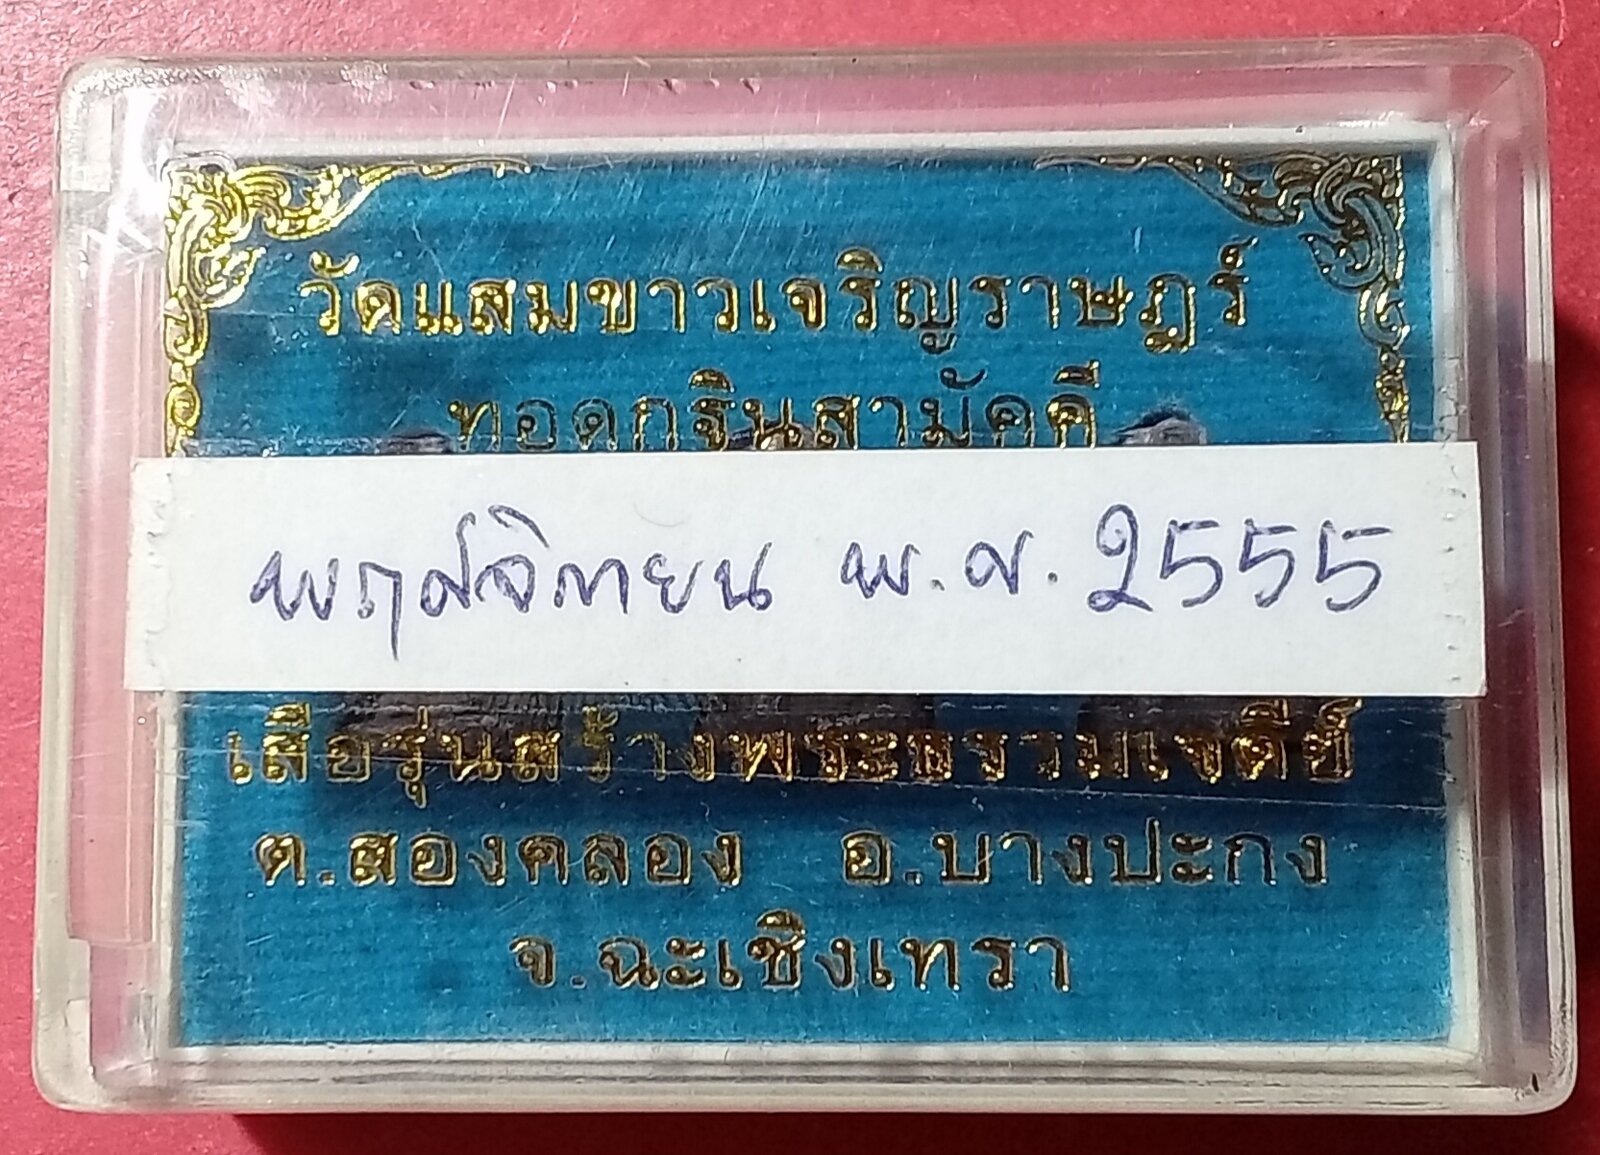 วัดแสมขาวเจริญราษฎร์
ทอดกฐินสามัคคี
พฤศจิกายน พ.ศ. 2555
เสือรุ่นสร้างพระธรรมเจดีย์
ต.สองคลอง อ.บางปะกง
จ.ฉะเชิงเทรา